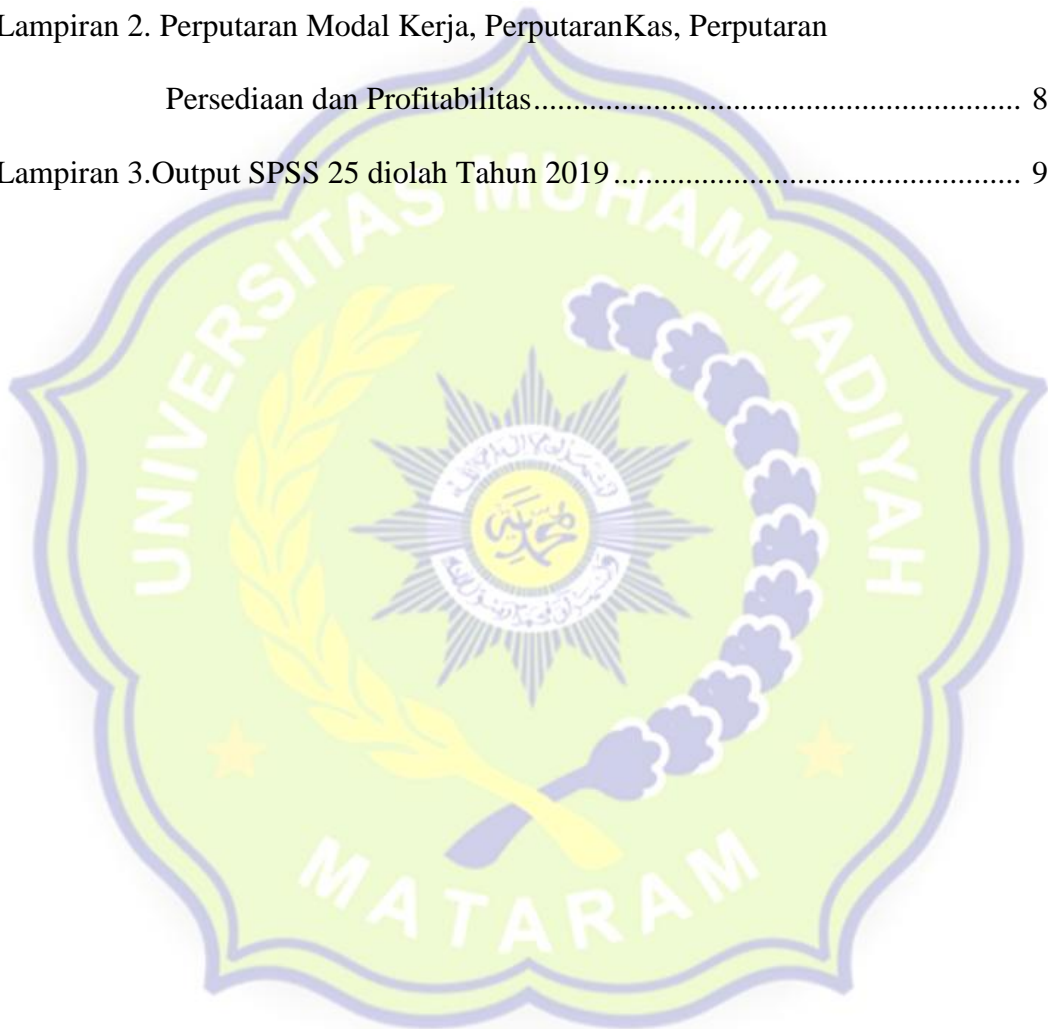 Lampiran 2. Perputaran Modal Kerja, PerputaranKas, Perputaran
Persediaan dan Profitabilitas................................................................ 8
Lampiran 3.Output SPSS 25 diolah Tahun 2019 .................................................... 9
UNIVERSITAS MUHAMMADIYAH
MATARAM